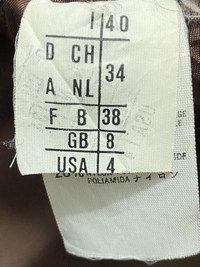 I 40
D CH
34
A NL
F B 38
GB 8
USA 4
POLIAMIDA ナイロン